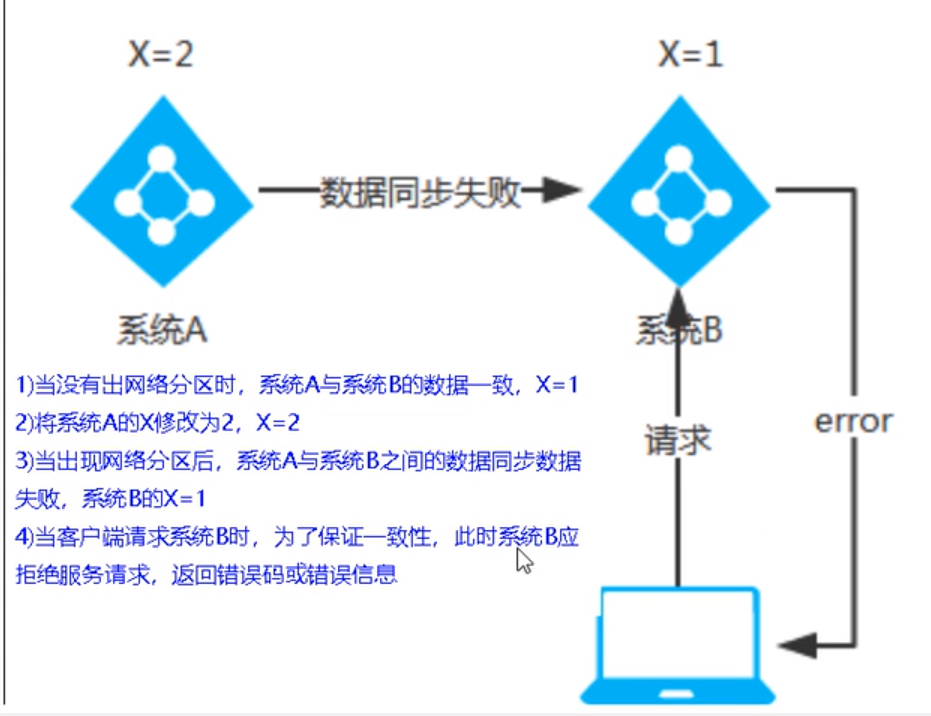 X=2
X=1
数据同步失败
系统A
系统B
1)当没有出网络分区时，系统A与系统B的数据一致，X=1
2)将系统A的X修改为2，X=2
3)当出现网络分区后，系统A与系统B之间的数据同步数据
失败，系统B的X=1
4)当客户端请求系统B时，为了保证一致性，此时系统B应
拒绝服务请求，返回错误码或错误信息
请求
error